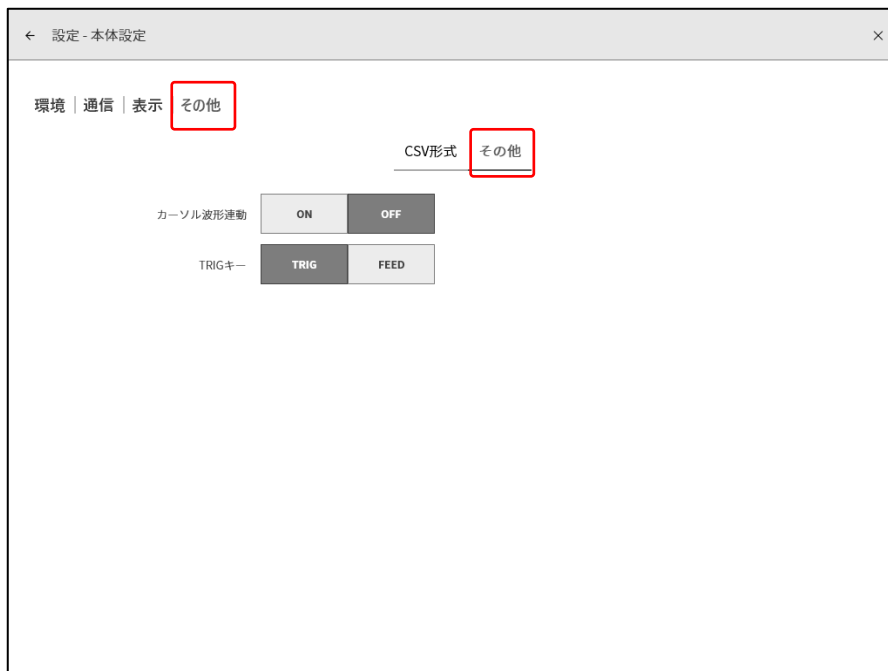 ← 設定 - 本体設定 ×
環境 | 通信 | 表示 | その他
CSV形式 その他
カーソル波形連動 ON OFF
TRIGキー TRIG FEED